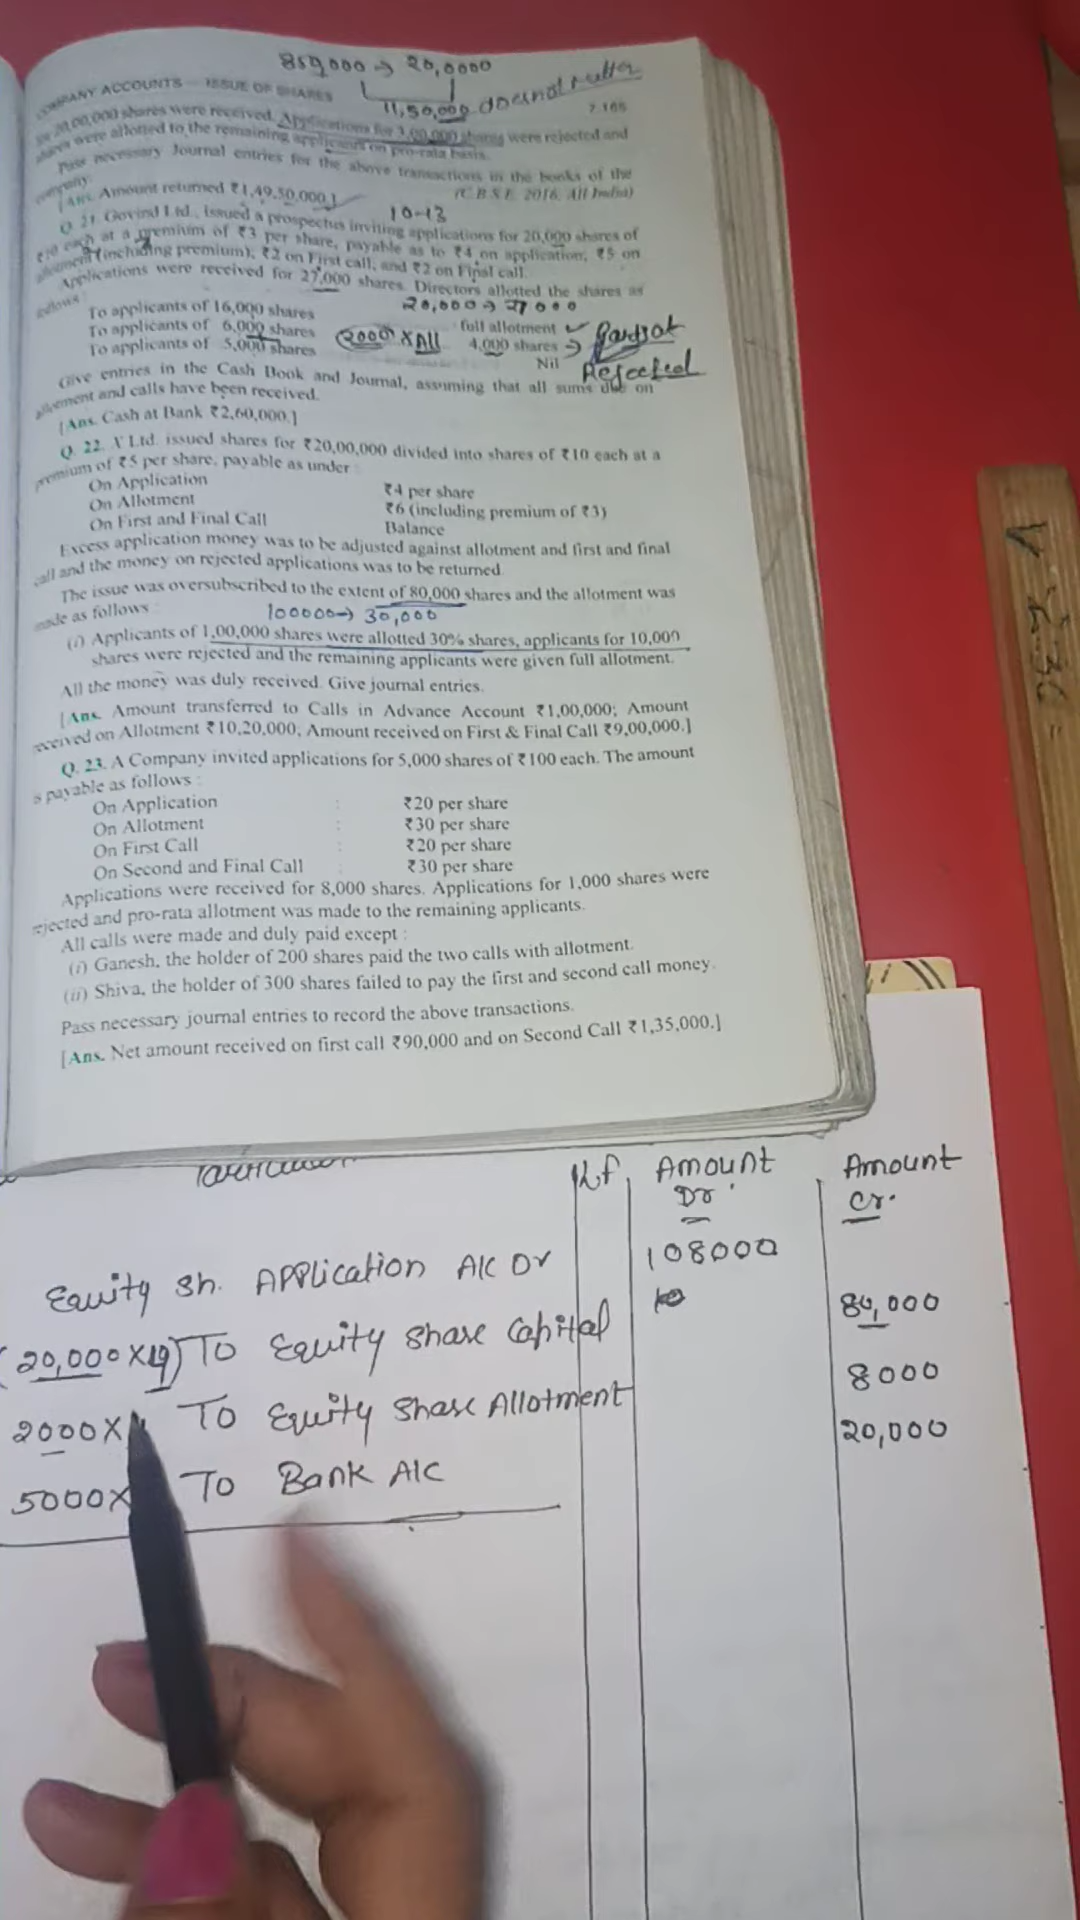 859,000 → 20,0000
COMPANY ACCOUNTS — ISSUE OF SHARES
11,50,000 does not matter
7.165
for 20,00,000 shares were received. Applications for 3,00,000 shares were rejected and
shares were allotted to the remaining applicants on pro-rata basis.
Pass necessary Journal entries for the above transactions in the books of the
company.
(C.B.S.E. 2016, All India)
[Ans. Amount returned ₹1,49,50,000.]
10-13
Q. 21. Govind Ltd., issued a prospectus inviting applications for 20,000 shares of
₹10 each at a premium of ₹3 per share, payable as to ₹4 on application, ₹5 on
allotment (including premium), ₹2 on First call, and ₹2 on Final call.
Applications were received for 27,000 shares. Directors allotted the shares as
follows :
20,000 → 27000
To applicants of 16,000 shares full allotment
To applicants of 6,000 shares 4,000 shares →
To applicants of 5,000 shares Nil
2000 X All
Rejected
Give entries in the Cash Book and Journal, assuming that all sums due on
allotment and calls have been received.
[Ans. Cash at Bank ₹2,60,000.]
Q. 22. X Ltd. issued shares for ₹20,00,000 divided into shares of ₹10 each at a
premium of ₹5 per share, payable as under :
On Application ₹4 per share
On Allotment ₹6 (including premium of ₹3)
On First and Final Call Balance
Excess application money was to be adjusted against allotment and first and final
call and the money on rejected applications was to be returned.
The issue was oversubscribed to the extent of 80,000 shares and the allotment was
made as follows :
100000 → 30,000
(i) Applicants of 1,00,000 shares were allotted 30% shares, applicants for 10,000
shares were rejected and the remaining applicants were given full allotment.
All the money was duly received. Give journal entries.
[Ans. Amount transferred to Calls in Advance Account ₹1,00,000; Amount
received on Allotment ₹10,20,000; Amount received on First & Final Call ₹9,00,000.]
Q. 23. A Company invited applications for 5,000 shares of ₹100 each. The amount
is payable as follows :
On Application : ₹20 per share
On Allotment : ₹30 per share
On First Call : ₹20 per share
On Second and Final Call : ₹30 per share
Applications were received for 8,000 shares. Applications for 1,000 shares were
rejected and pro-rata allotment was made to the remaining applicants.
All calls were made and duly paid except :
(i) Ganesh, the holder of 200 shares paid the two calls with allotment.
(ii) Shiva, the holder of 300 shares failed to pay the first and second call money.
Pass necessary journal entries to record the above transactions.
[Ans. Net amount received on first call ₹90,000 and on Second Call ₹1,35,000.]
L.f. Amount Dr. Amount Cr.
Equity Sh. Application A/C Dr 108000
(20,000X4) To Equity Share Capital 80,000
2000X To Equity Share Allotment 8000
5000X To Bank A/C 20,000